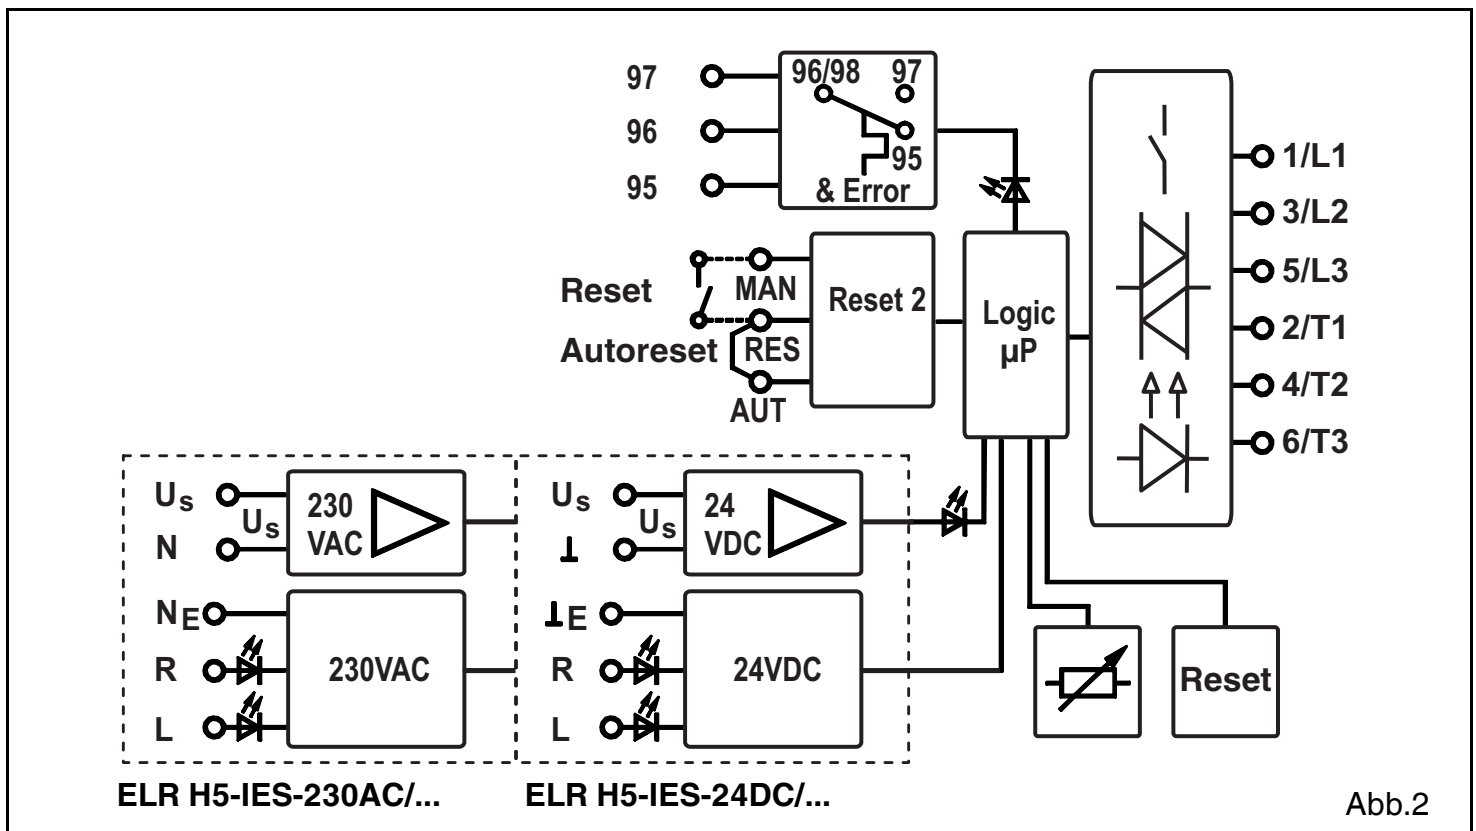 97
96
95
96/98 97
95
& Error
Reset
Autoreset
MAN
RES
AUT
Reset 2
Logic
µP
1/L1
3/L2
5/L3
2/T1
4/T2
6/T3
Us
Us
N
230
VAC
NE
R
L
230VAC
Us
Us
⊥
24
VDC
⊥E
R
L
24VDC
Reset
ELR H5-IES-230AC/...
ELR H5-IES-24DC/...
Abb.2